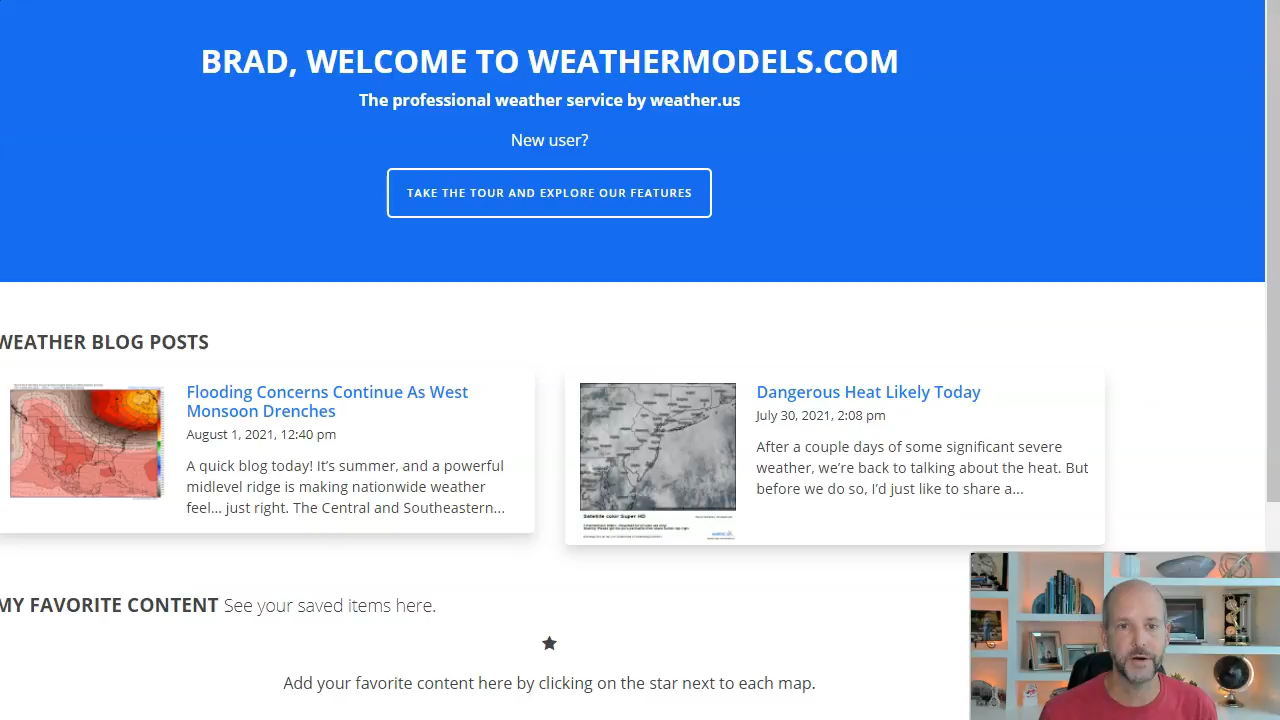 BRAD, WELCOME TO WEATHERMODELS.COM
The professional weather service by weather.us
New user?
TAKE THE TOUR AND EXPLORE OUR FEATURES
WEATHER BLOG POSTS
Flooding Concerns Continue As West
Monsoon Drenches
August 1, 2021, 12:40 pm
A quick blog today! It’s summer, and a powerful
midlevel ridge is making nationwide weather
feel... just right. The Central and Southeastern...
Dangerous Heat Likely Today
July 30, 2021, 2:08 pm
After a couple days of some significant severe
weather, we’re back to talking about the heat. But
before we do so, I’d just like to share a...
Satellite color Super HD
MY FAVORITE CONTENT See your saved items here.
Add your favorite content here by clicking on the star next to each map.